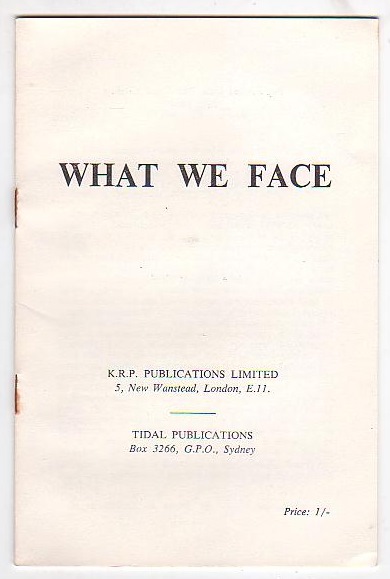 WHAT WE FACE
K.R.P. PUBLICATIONS LIMITED
5, New Wanstead, London, E.11.
TIDAL PUBLICATIONS
Box 3266, G.P.O., Sydney
Price: 1/-